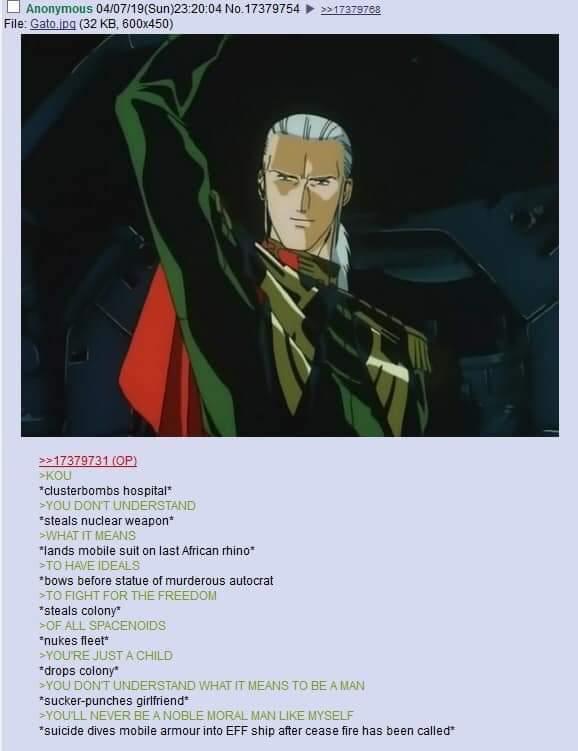 Anonymous 04/07/19(Sun)23:20:04 No.17379754 ▶ >>17379768
File: Gato.jpg (32 KB, 600x450)
>>17379731 (OP)
>KOU
*clusterbombs hospital*
>YOU DON'T UNDERSTAND
*steals nuclear weapon*
>WHAT IT MEANS
*lands mobile suit on last African rhino*
>TO HAVE IDEALS
*bows before statue of murderous autocrat
>TO FIGHT FOR THE FREEDOM
*steals colony*
>OF ALL SPACENOIDS
*nukes fleet*
>YOU'RE JUST A CHILD
*drops colony*
>YOU DON'T UNDERSTAND WHAT IT MEANS TO BE A MAN
*sucker-punches girlfriend*
>YOU'LL NEVER BE A NOBLE MORAL MAN LIKE MYSELF
*suicide dives mobile armour into EFF ship after cease fire has been called*